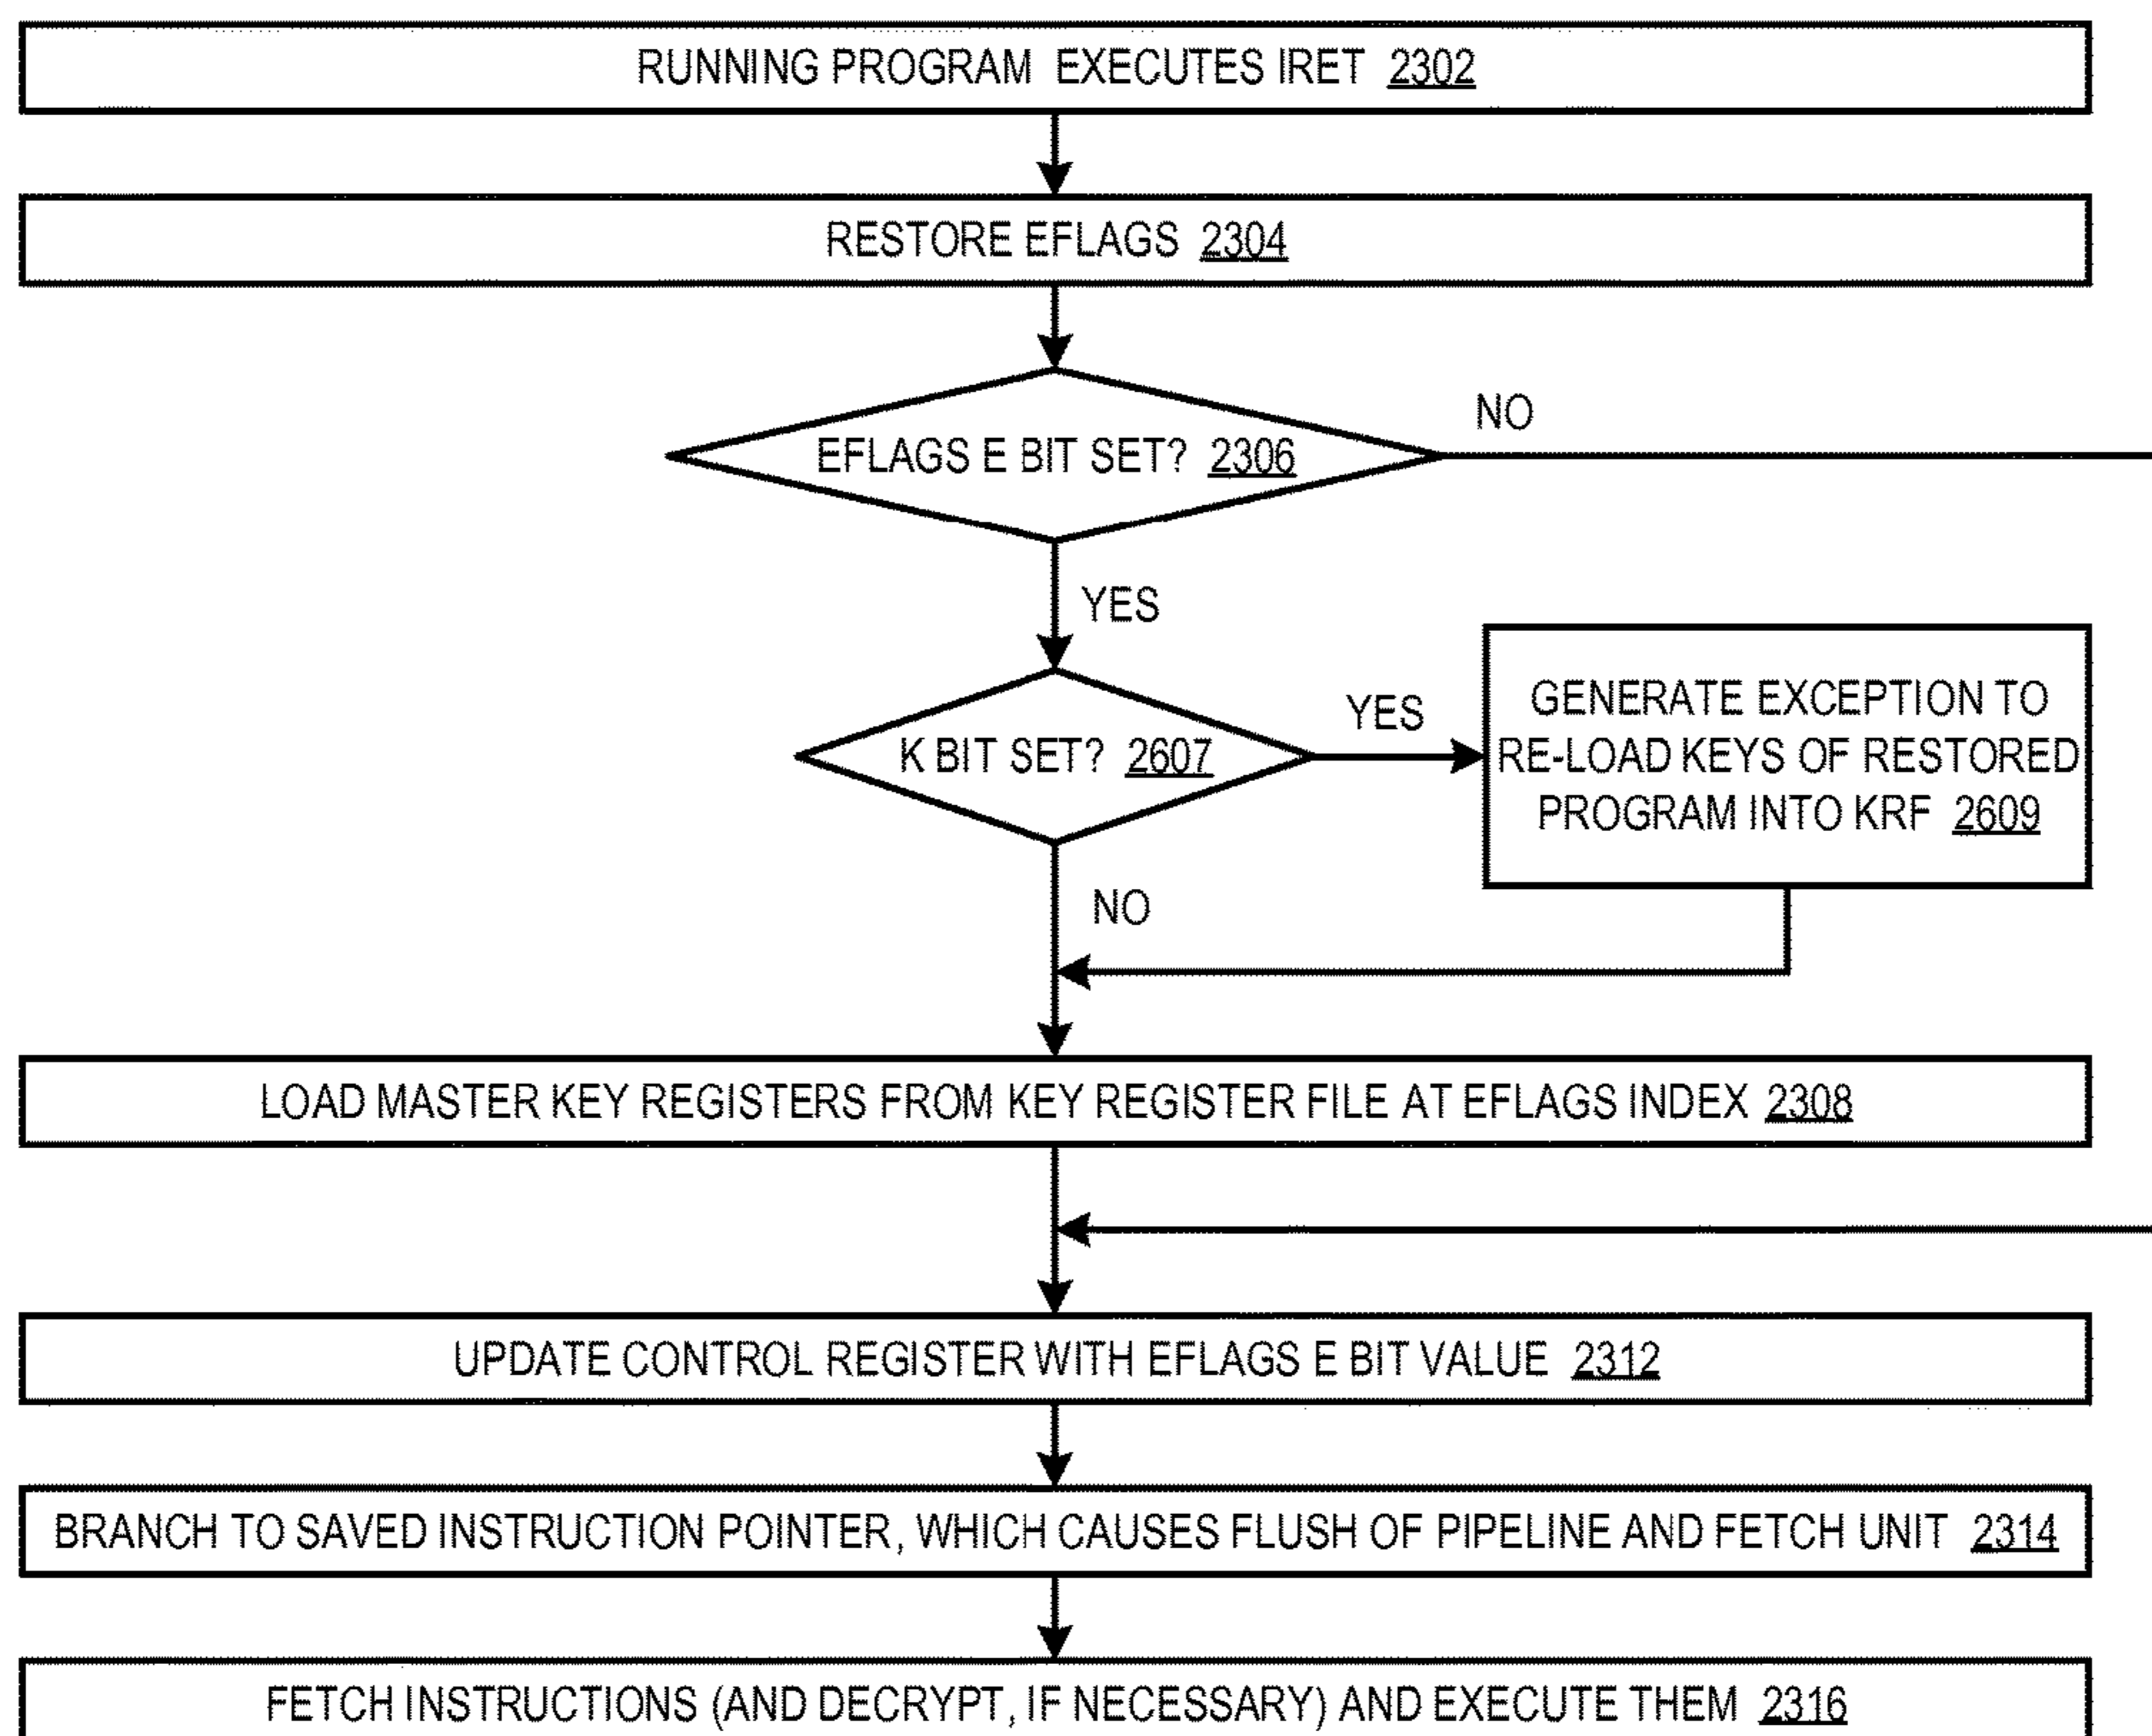 RUNNING PROGRAM EXECUTES IRET 2302
RESTORE EFLAGS 2304
NO
EFLAGS E BIT SET? 2306
YES
GENERATE EXCEPTION TO
RE-LOAD KEYS OF RESTORED
PROGRAM INTO KRF 2609
YES
K BIT SET? 2607
NO
LOAD MASTER KEY REGISTERS FROM KEY REGISTER FILE AT EFLAGS INDEX 2308
UPDATE CONTROL REGISTER WITH EFLAGS E BIT VALUE 2312
BRANCH TO SAVED INSTRUCTION POINTER, WHICH CAUSES FLUSH OF PIPELINE AND FETCH UNIT 2314
FETCH INSTRUCTIONS (AND DECRYPT, IF NECESSARY) AND EXECUTE THEM 2316